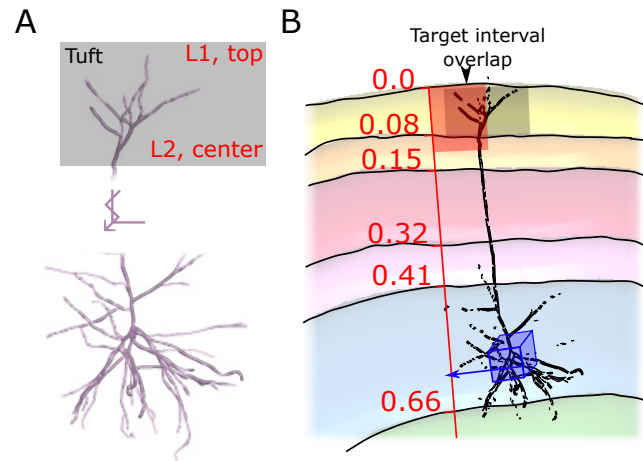 A
Tuft
L1, top
L2, center
B
Target interval
overlap
0.0
0.08
0.15
0.32
0.41
0.66